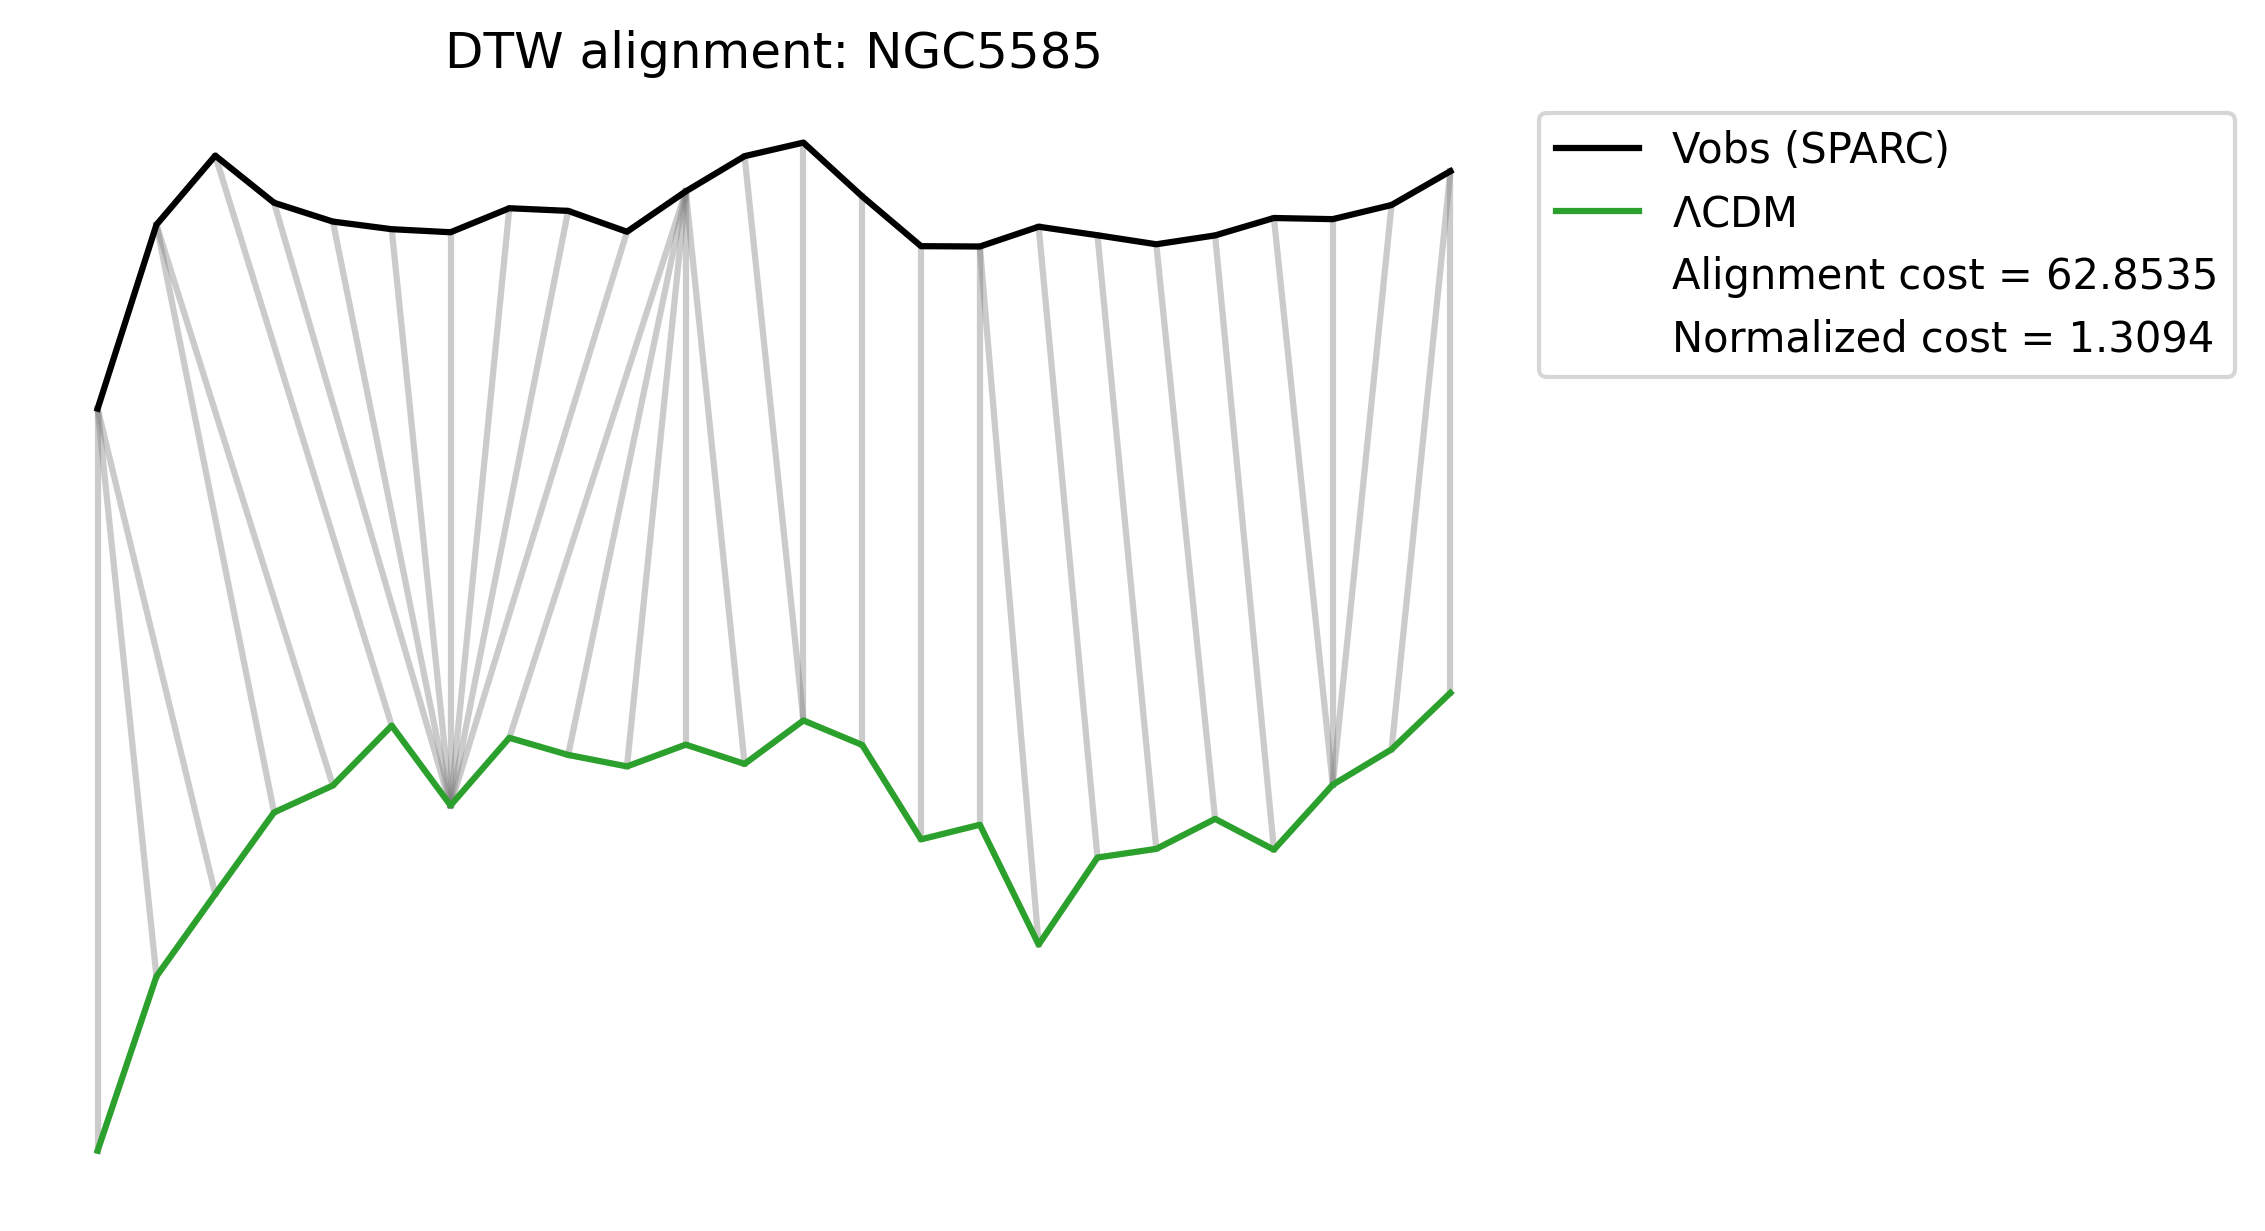 DTW alignment: NGC5585
Vobs (SPARC)
ΛCDM
Alignment cost = 62.8535
Normalized cost = 1.3094